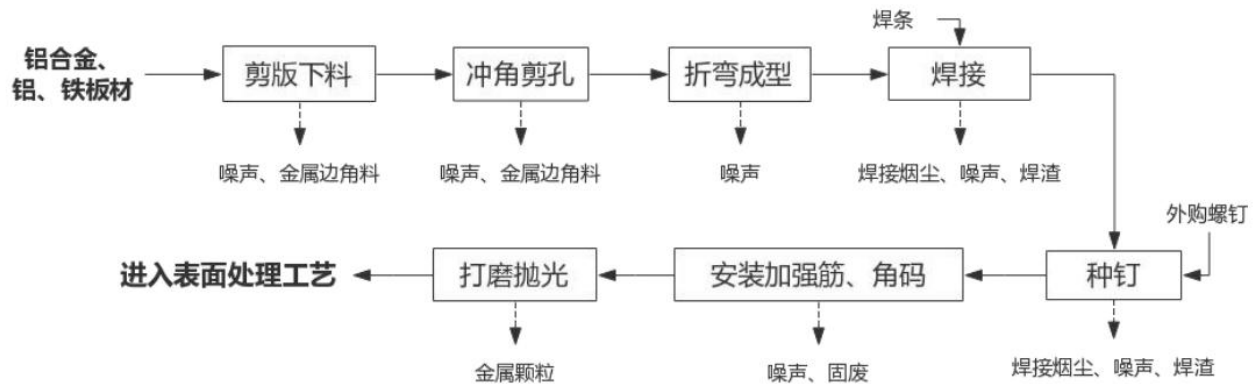 焊条
铝合金、
铝、铁板材
剪版下料
冲角剪孔
折弯成型
焊接
噪声、金属边角料
噪声、金属边角料
噪声
焊接烟尘、噪声、焊渣
外购螺钉
进入表面处理工艺
打磨抛光
安装加强筋、角码
种钉
金属颗粒
噪声、固废
焊接烟尘、噪声、焊渣